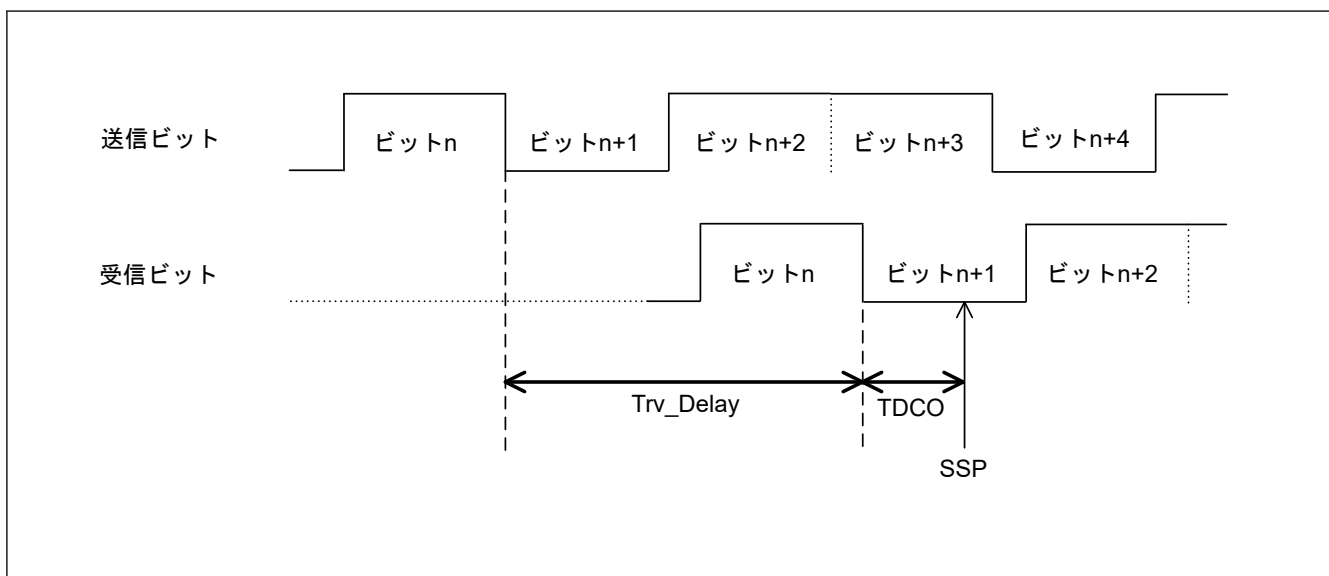 送信ビット ビットn ビットn+1 ビットn+2 ビットn+3 ビットn+4
受信ビット ビットn ビットn+1 ビットn+2
Trv_Delay TDCO
SSP